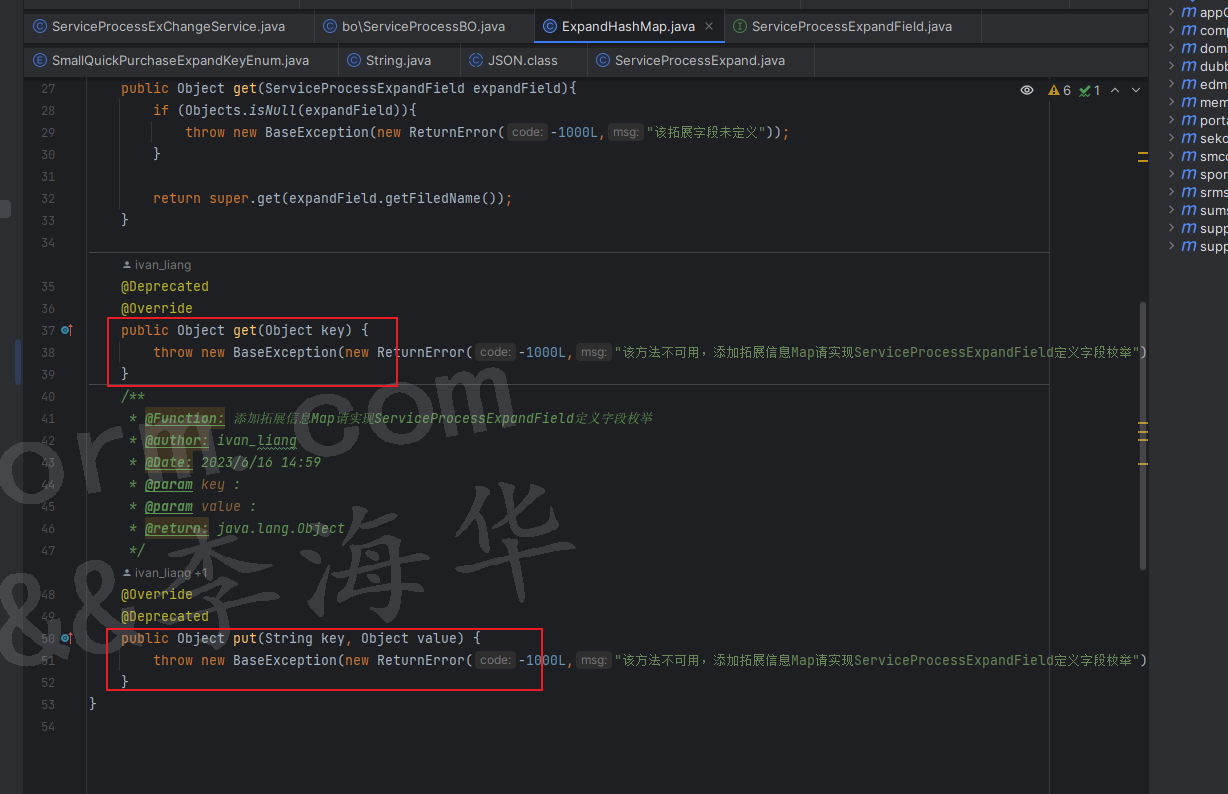 ServiceProcessExChangeService.java
bo\ServiceProcessBO.java
ExpandHashMap.java
ServiceProcessExpandField.java
SmallQuickPurchaseExpandKeyEnum.java
String.java
JSON.class
ServiceProcessExpand.java
6 1
27 public Object get(ServiceProcessExpandField expandField){
28 if (Objects.isNull(expandField)){
29 throw new BaseException(new ReturnError( code: -1000L, msg: "该拓展字段未定义"));
30 }
31
32 return super.get(expandField.getFiledName());
33 }
34
ivan_liang
35 @Deprecated
36 @Override
37 public Object get(Object key) {
38 throw new BaseException(new ReturnError( code: -1000L, msg: "该方法不可用，添加拓展信息Map请实现ServiceProcessExpandField定义字段枚举")
39 }
40 /**
41 * @Function: 添加拓展信息Map请实现ServiceProcessExpandField定义字段枚举
42 * @author: ivan_liang
43 * @Date: 2023/6/16 14:59
44 * @param key :
45 * @param value :
46 * @return: java.lang.Object
47 */
ivan_liang +1
48 @Override
49 @Deprecated
50 public Object put(String key, Object value) {
51 throw new BaseException(new ReturnError( code: -1000L, msg: "该方法不可用，添加拓展信息Map请实现ServiceProcessExpandField定义字段枚举")
52 }
53 }
54
orm.com
&&李海华
m appC
m comp
m doma
m dubb
m edm
m mem
m porta
m seko
m smcc
m spor
m srms
m sums
m supp
m supp